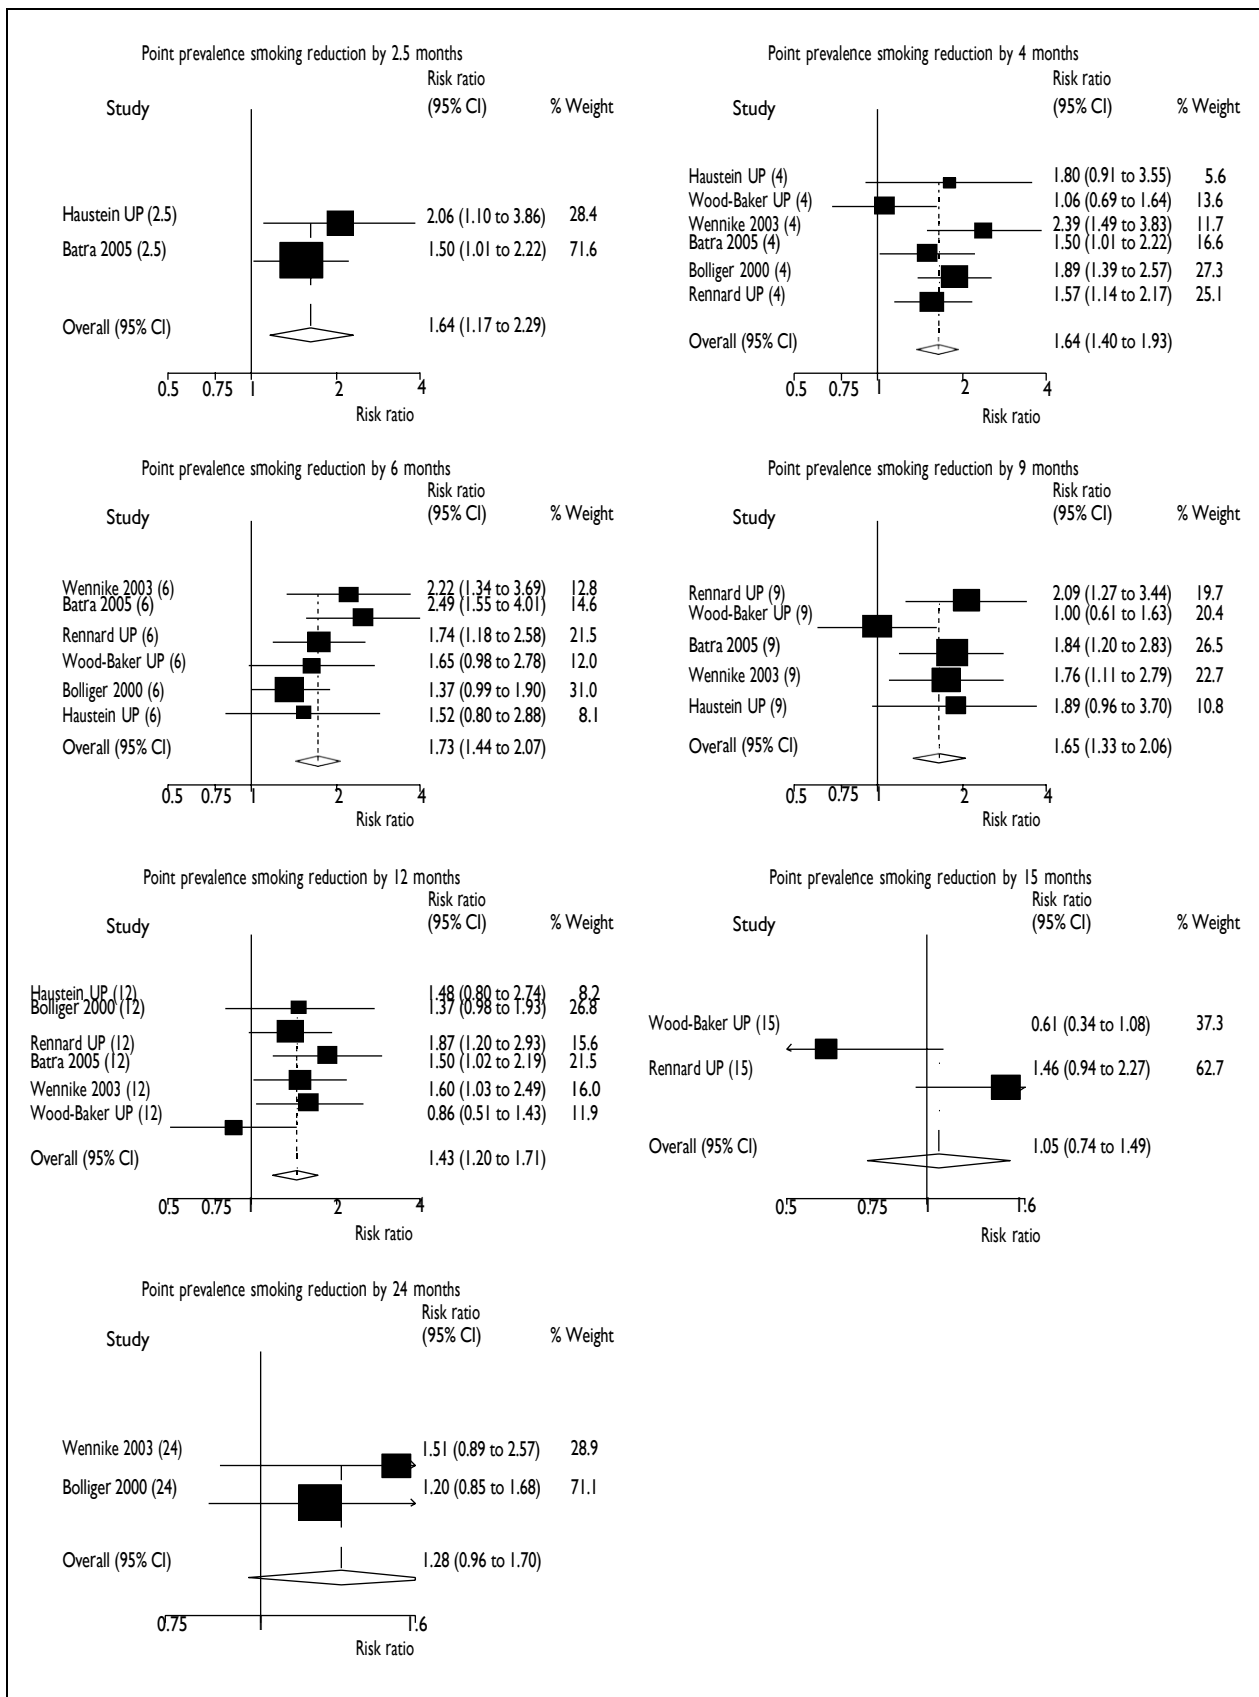 Point prevalence smoking reduction by 2.5 months
Risk ratio
Study (95% CI) % Weight
Haustein UP (2.5) 2.06 (1.10 to 3.86) 28.4
Batra 2005 (2.5) 1.50 (1.01 to 2.22) 71.6
Overall (95% CI) 1.64 (1.17 to 2.29)
0.5 0.75 1 2 4
Risk ratio
Point prevalence smoking reduction by 4 months
Risk ratio
Study (95% CI) % Weight
Haustein UP (4) 1.80 (0.91 to 3.55) 5.6
Wood-Baker UP (4) 1.06 (0.69 to 1.64) 13.6
Wennike 2003 (4) 2.39 (1.49 to 3.83) 11.7
Batra 2005 (4) 1.50 (1.01 to 2.22) 16.6
Bolliger 2000 (4) 1.89 (1.39 to 2.57) 27.3
Rennard UP (4) 1.57 (1.14 to 2.17) 25.1
Overall (95% CI) 1.64 (1.40 to 1.93)
0.5 0.75 1 2 4
Risk ratio
Point prevalence smoking reduction by 6 months
Risk ratio
Study (95% CI) % Weight
Wennike 2003 (6) 2.22 (1.34 to 3.69) 12.8
Batra 2005 (6) 2.49 (1.55 to 4.01) 14.6
Rennard UP (6) 1.74 (1.18 to 2.58) 21.5
Wood-Baker UP (6) 1.65 (0.98 to 2.78) 12.0
Bolliger 2000 (6) 1.37 (0.99 to 1.90) 31.0
Haustein UP (6) 1.52 (0.80 to 2.88) 8.1
Overall (95% CI) 1.73 (1.44 to 2.07)
0.5 0.75 1 2 4
Risk ratio
Point prevalence smoking reduction by 9 months
Risk ratio
Study (95% CI) % Weight
Rennard UP (9) 2.09 (1.27 to 3.44) 19.7
Wood-Baker UP (9) 1.00 (0.61 to 1.63) 20.4
Batra 2005 (9) 1.84 (1.20 to 2.83) 26.5
Wennike 2003 (9) 1.76 (1.11 to 2.79) 22.7
Haustein UP (9) 1.89 (0.96 to 3.70) 10.8
Overall (95% CI) 1.65 (1.33 to 2.06)
0.5 0.75 1 2 4
Risk ratio
Point prevalence smoking reduction by 12 months
Risk ratio
Study (95% CI) % Weight
Haustein UP (12) 1.48 (0.80 to 2.74) 8.2
Bolliger 2000 (12) 1.37 (0.98 to 1.93) 26.8
Rennard UP (12) 1.87 (1.20 to 2.93) 15.6
Batra 2005 (12) 1.50 (1.02 to 2.19) 21.5
Wennike 2003 (12) 1.60 (1.03 to 2.49) 16.0
Wood-Baker UP (12) 0.86 (0.51 to 1.43) 11.9
Overall (95% CI) 1.43 (1.20 to 1.71)
0.5 0.75 1 2 4
Risk ratio
Point prevalence smoking reduction by 15 months
Risk ratio
Study (95% CI) % Weight
Wood-Baker UP (15) 0.61 (0.34 to 1.08) 37.3
Rennard UP (15) 1.46 (0.94 to 2.27) 62.7
Overall (95% CI) 1.05 (0.74 to 1.49)
0.5 0.75 1 1.6
Risk ratio
Point prevalence smoking reduction by 24 months
Risk ratio
Study (95% CI) % Weight
Wennike 2003 (24) 1.51 (0.89 to 2.57) 28.9
Bolliger 2000 (24) 1.20 (0.85 to 1.68) 71.1
Overall (95% CI) 1.28 (0.96 to 1.70)
0.75 1 1.6
Risk ratio